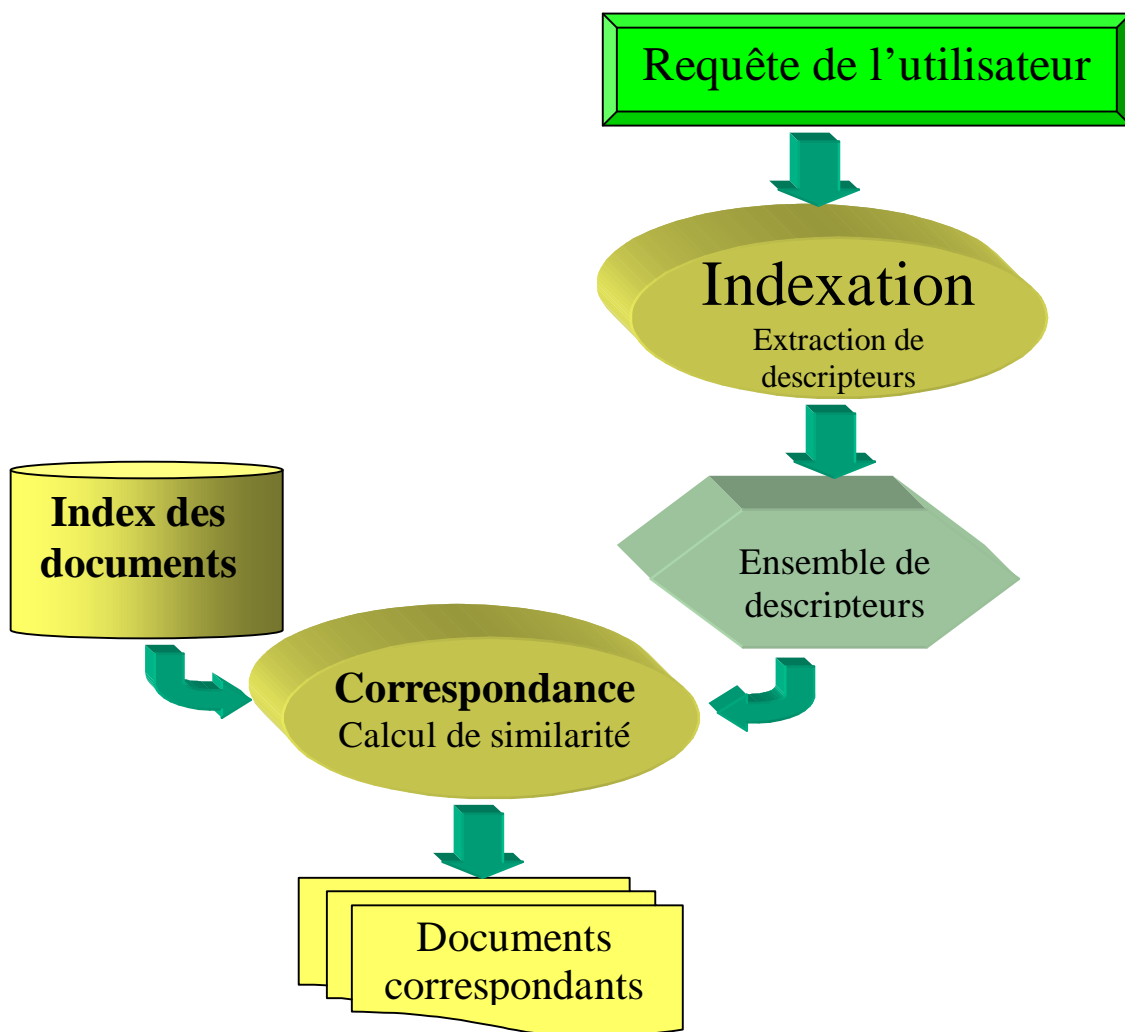 Requête de l’utilisateur
Indexation
Extraction de
descripteurs
Index des
documents
Ensemble de
descripteurs
Correspondance
Calcul de similarité
Documents
correspondants